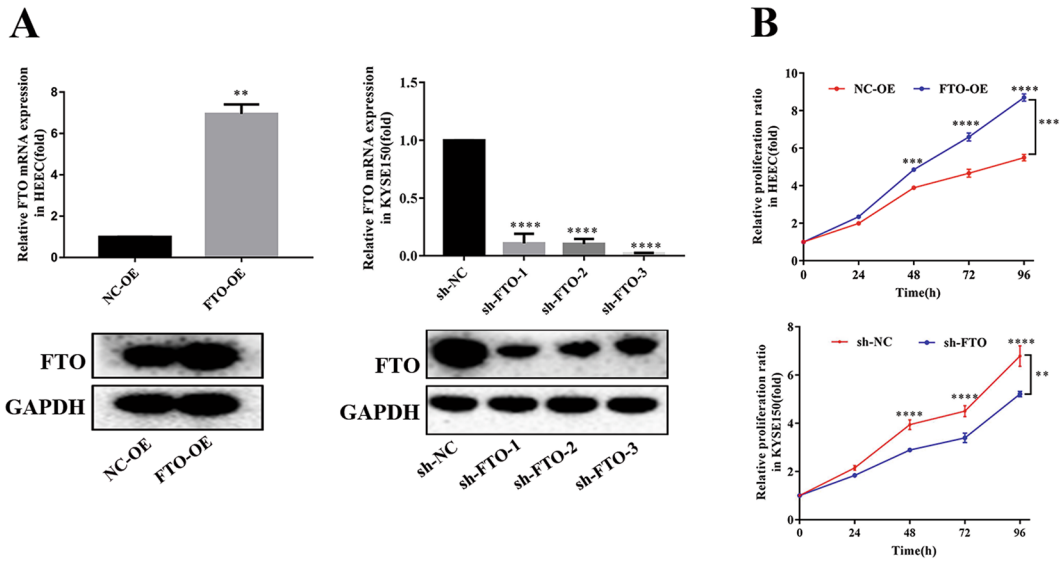 A
B
Relative FTO mRNA expression
in HEEC(fold)
8
6
4
2
0
**
NC-OE
FTO-OE
Relative FTO mRNA expression
in KYSE150(fold)
1.5
1.0
0.5
0.0
****
****
****
sh-NC
sh-FTO-1
sh-FTO-2
sh-FTO-3
FTO
GAPDH
NC-OE
FTO-OE
FTO
GAPDH
sh-NC
sh-FTO-1
sh-FTO-2
sh-FTO-3
Relative proliferation ratio
in HEEC(fold)
10
8
6
4
2
0
NC-OE FTO-OE
***
****
****
***
0 24 48 72 96
Time(h)
Relative proliferation ratio
in KYSE150(fold)
8
6
4
2
0
sh-NC sh-FTO
****
****
****
**
0 24 48 72 96
Time(h)